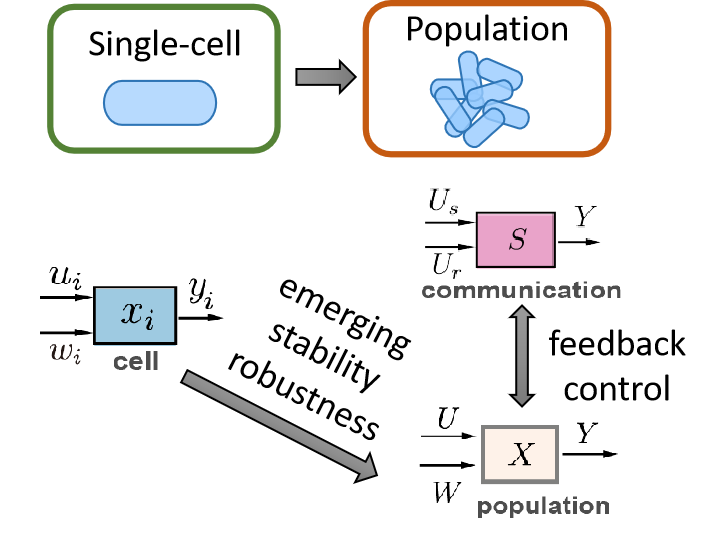 Single-cell
Population
U_s
Y
S
U_r
communication
u_i
y_i
x_i
w_i
cell
emerging
stability
robustness
feedback
control
U
Y
X
W
population